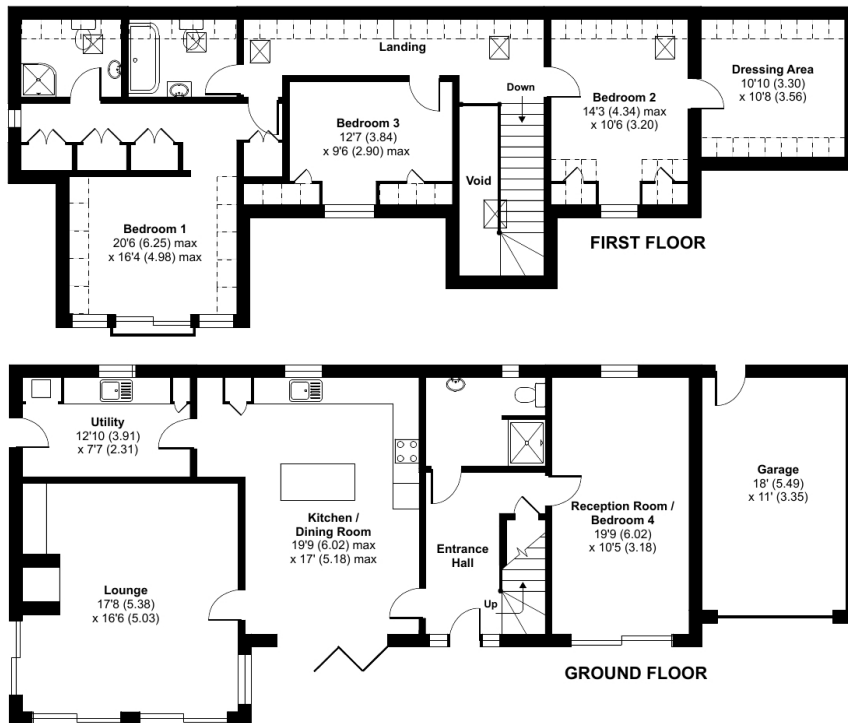 Landing
Down
Dressing Area
10'10 (3.30)
x 10'8 (3.56)
Bedroom 2
14'3 (4.34) max
x 10'6 (3.20)
Bedroom 3
12'7 (3.84)
x 9'6 (2.90) max
Void
Bedroom 1
20'6 (6.25) max
x 16'4 (4.98) max
FIRST FLOOR
Utility
12'10 (3.91)
x 7'7 (2.31)
Kitchen /
Dining Room
19'9 (6.02) max
x 17' (5.18) max
Entrance
Hall
Up
Reception Room /
Bedroom 4
19'9 (6.02)
x 10'5 (3.18)
Garage
18' (5.49)
x 11' (3.35)
Lounge
17'8 (5.38)
x 16'6 (5.03)
GROUND FLOOR